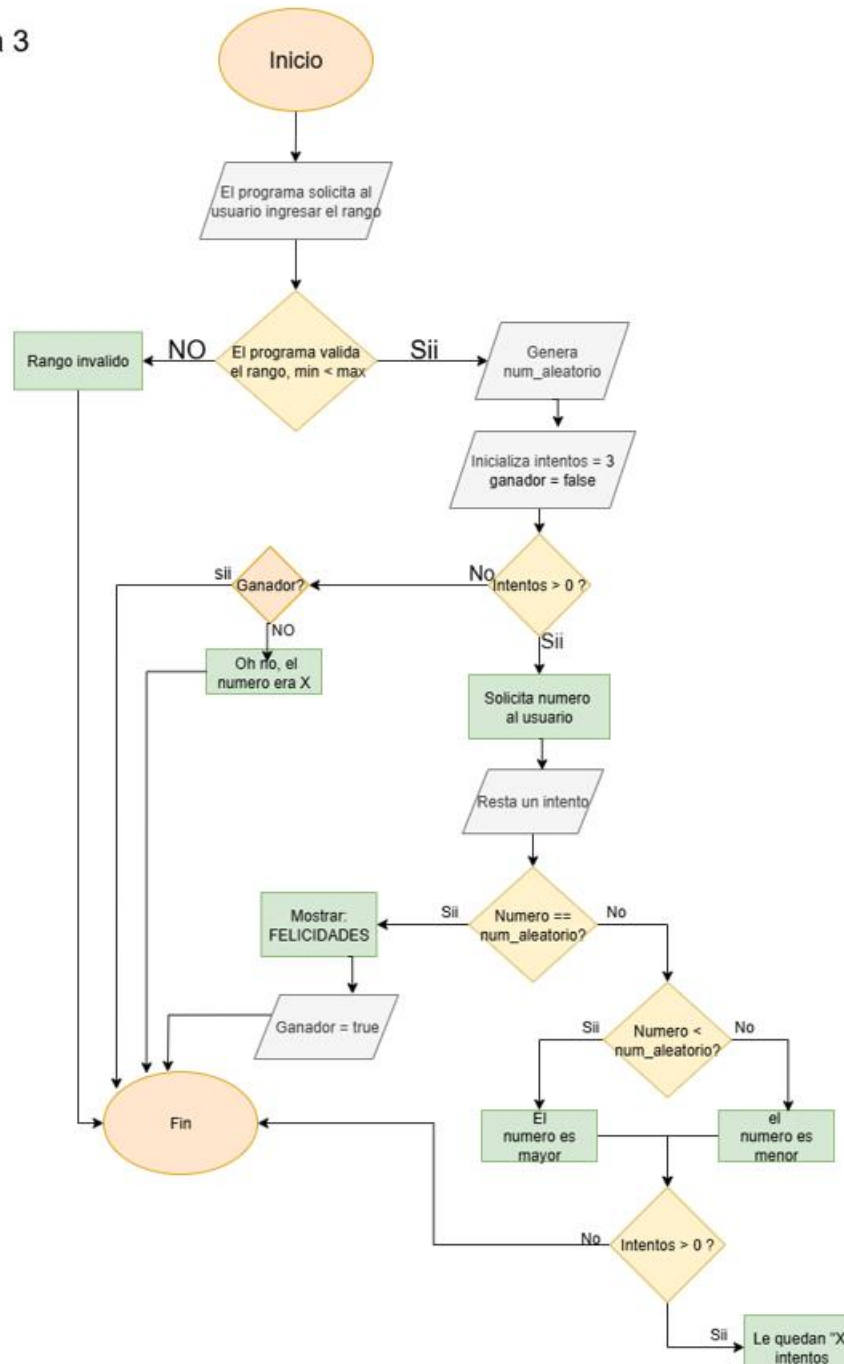 3
Inicio
El programa solicita al
usuario ingresar el rango
El programa valida
el rango, min < max
NO
Sii
Rango invalido
Genera
num_aleatorio
Inicializa intentos = 3
ganador = false
Intentos > 0 ?
No
Sii
Ganador?
sii
NO
Oh no, el
numero era X
Solicita numero
al usuario
Resta un intento
Numero ==
num_aleatorio?
Sii
No
Mostrar:
FELICIDADES
Ganador = true
Numero <
num_aleatorio?
Sii
No
El
numero es
mayor
el
numero es
menor
Fin
Intentos > 0 ?
No
Sii
Le quedan "X
intentos